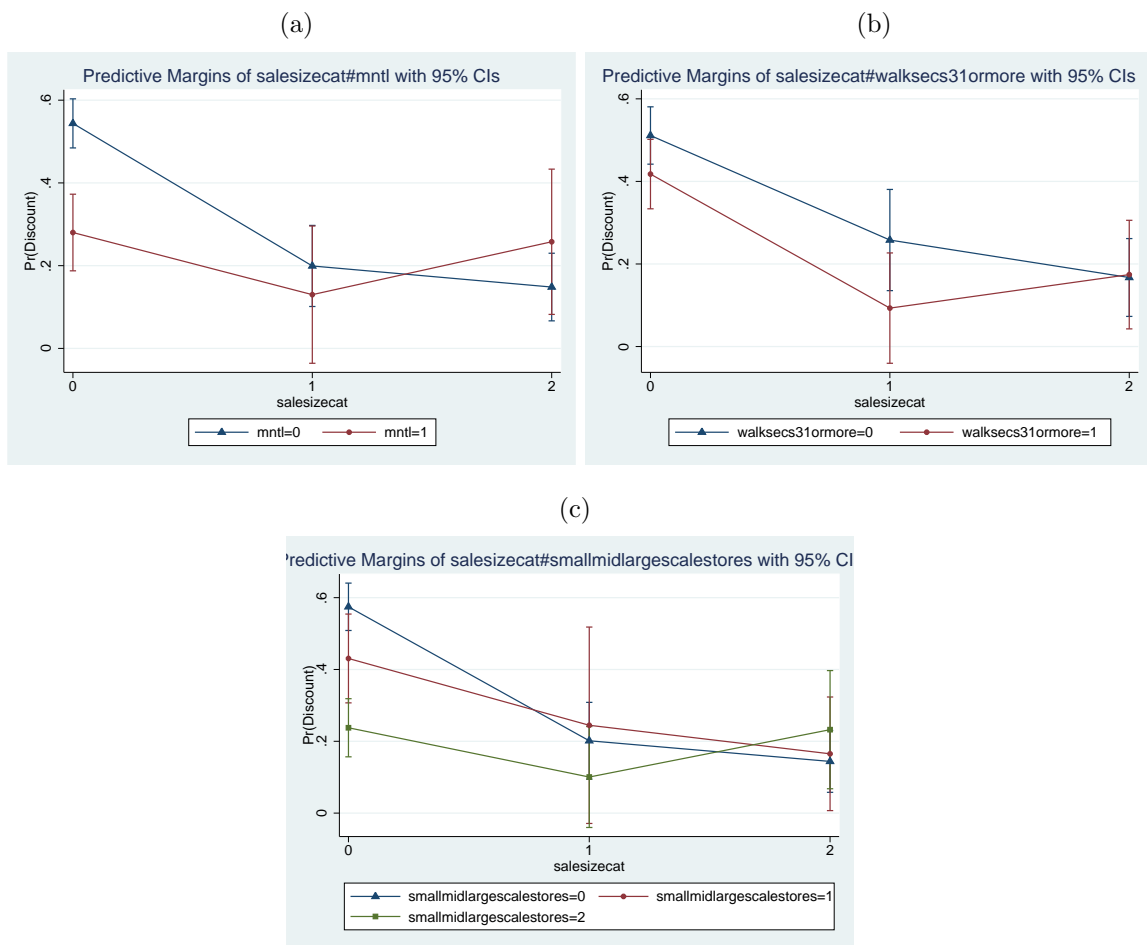 (a)
Predictive Margins of salesizecat#mntl with 95% CIs
Pr(Discount)
0
.2
.4
.6
0
1
2
salesizecat
mntl=0
mntl=1
(b)
Predictive Margins of salesizecat#walksecs31ormore with 95% CIs
Pr(Discount)
0
.2
.4
.6
0
1
2
salesizecat
walksecs31ormore=0
walksecs31ormore=1
(c)
Predictive Margins of salesizecat#smallmidlargescalestores with 95% CI
Pr(Discount)
0
.2
.4
.6
0
1
2
salesizecat
smallmidlargescalestores=0
smallmidlargescalestores=1
smallmidlargescalestores=2